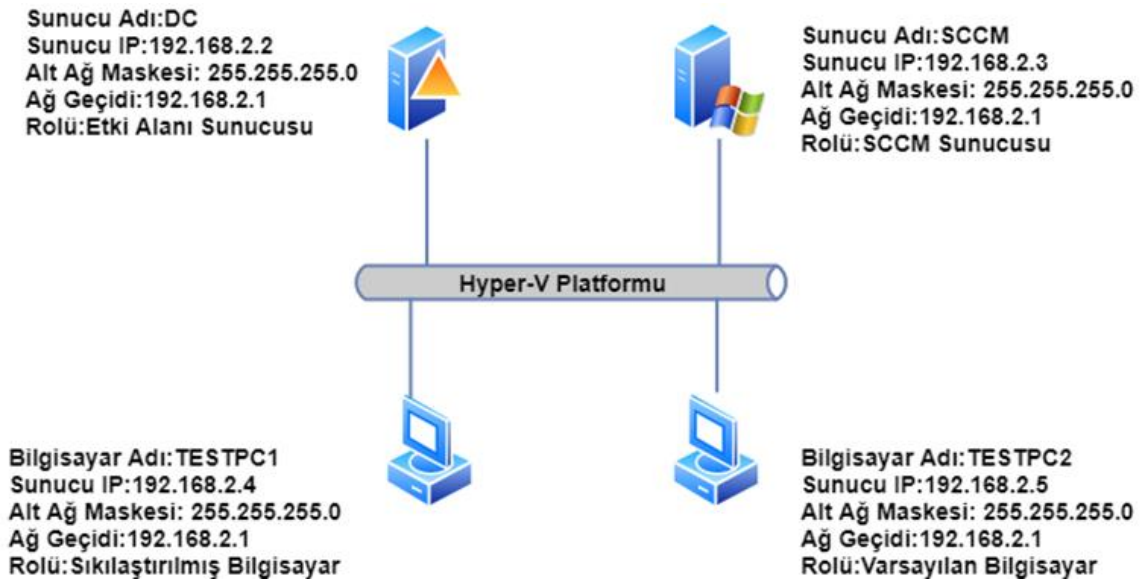 Sunucu Adı:DC
Sunucu IP:192.168.2.2
Alt Ağ Maskesi: 255.255.255.0
Ağ Geçidi:192.168.2.1
Rolü:Etki Alanı Sunucusu
Sunucu Adı:SCCM
Sunucu IP:192.168.2.3
Alt Ağ Maskesi: 255.255.255.0
Ağ Geçidi:192.168.2.1
Rolü:SCCM Sunucusu
Hyper-V Platformu
Bilgisayar Adı:TESTPC1
Sunucu IP:192.168.2.4
Alt Ağ Maskesi: 255.255.255.0
Ağ Geçidi:192.168.2.1
Rolü:Sıkılaştırılmış Bilgisayar
Bilgisayar Adı:TESTPC2
Sunucu IP:192.168.2.5
Alt Ağ Maskesi: 255.255.255.0
Ağ Geçidi:192.168.2.1
Rolü:Varsayılan Bilgisayar